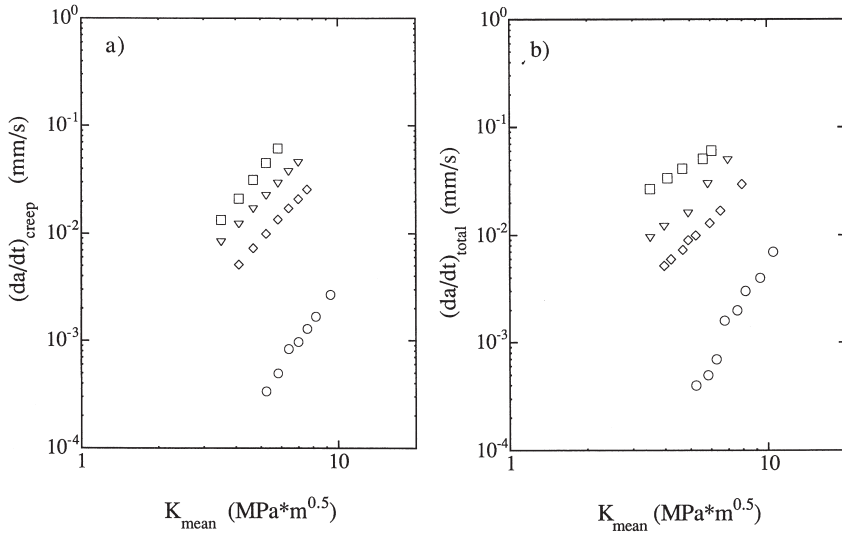 a)
(da/dt)creep (mm/s)
10^0
10^-1
10^-2
10^-3
10^-4
1
10
Kmean (MPa*m^0.5)
b)
(da/dt)total (mm/s)
10^0
10^-1
10^-2
10^-3
10^-4
1
10
Kmean (MPa*m^0.5)